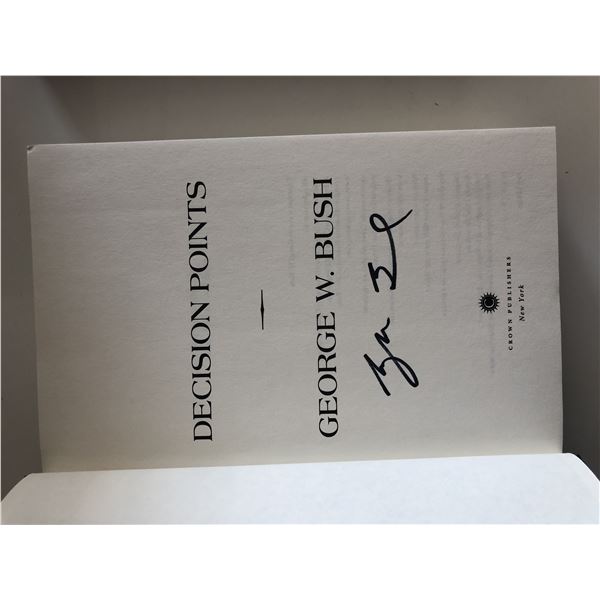 DECISION POINTS
GEORGE W. BUSH
CROWN PUBLISHERS
New York